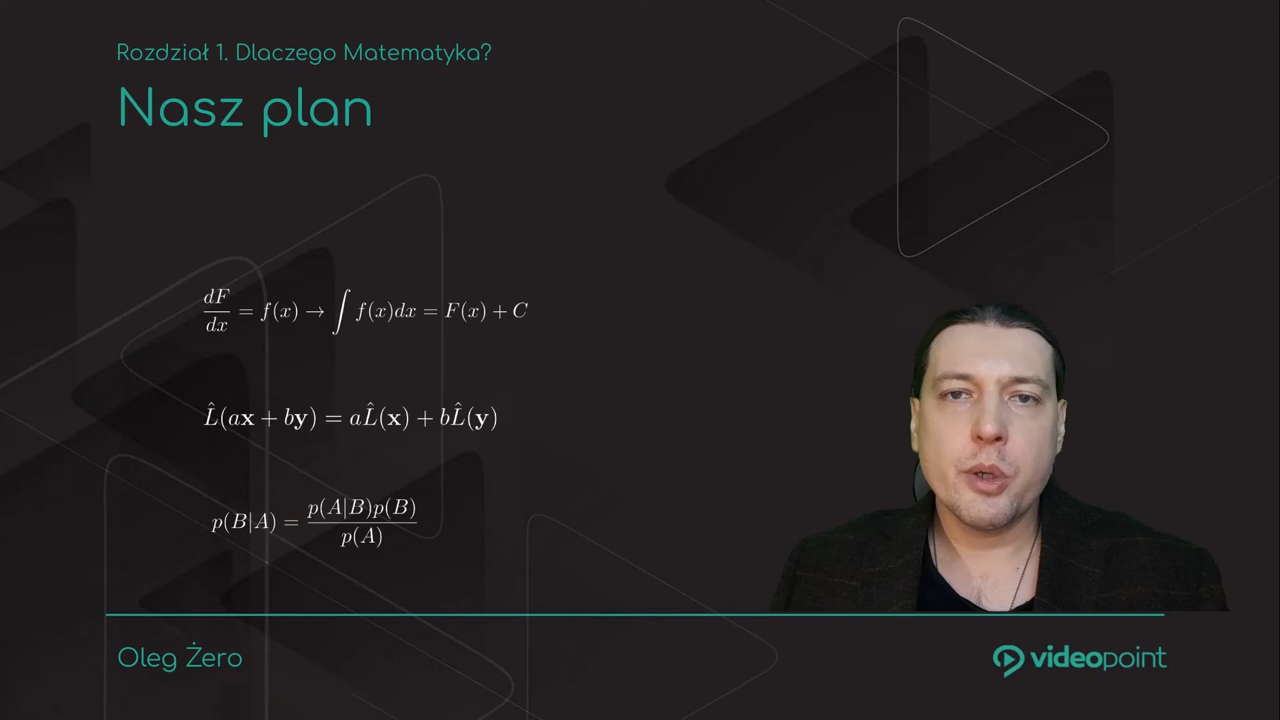 Rozdział 1. Dlaczego Matematyka?
Nasz plan
dF/dx = f(x) → ∫ f(x)dx = F(x) + C
L̂(a𝐱 + b𝐲) = aL̂(𝐱) + bL̂(𝐲)
p(B|A) = p(A|B)p(B)/p(A)
Oleg Żero
videopoint